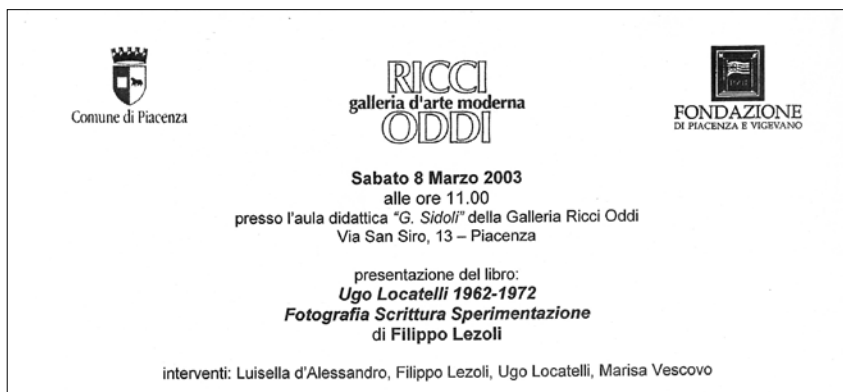 Comune di Piacenza
RICCI
galleria d'arte moderna
ODDI
FONDAZIONE
DI PIACENZA E VIGEVANO
Sabato 8 Marzo 2003
alle ore 11.00
presso l'aula didattica "G. Sidoli" della Galleria Ricci Oddi
Via San Siro, 13 – Piacenza
presentazione del libro:
Ugo Locatelli 1962-1972
Fotografia Scrittura Sperimentazione
di Filippo Lezoli
interventi: Luisella d'Alessandro, Filippo Lezoli, Ugo Locatelli, Marisa Vescovo